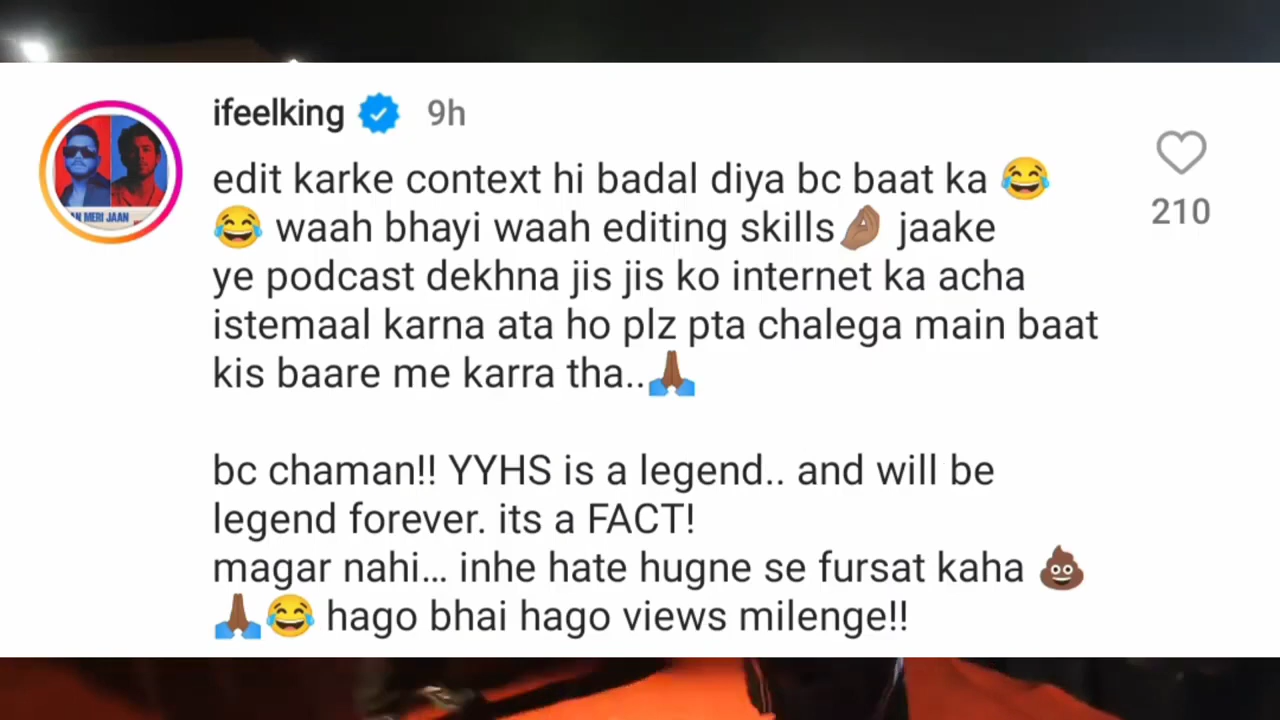 ifeelking 9h
edit karke context hi badal diya bc baat ka 😂
😂 waah bhayi waah editing skills🤌🏽 jaake
ye podcast dekhna jis jis ko internet ka acha
istemaal karna ata ho plz pta chalega main baat
kis baare me karra tha..🙏🏾
bc chaman!! YYHS is a legend.. and will be
legend forever. its a FACT!
magar nahi... inhe hate hugne se fursat kaha 💩
🙏🏾😂 hago bhai hago views milenge!!
210
N MERI JAAN